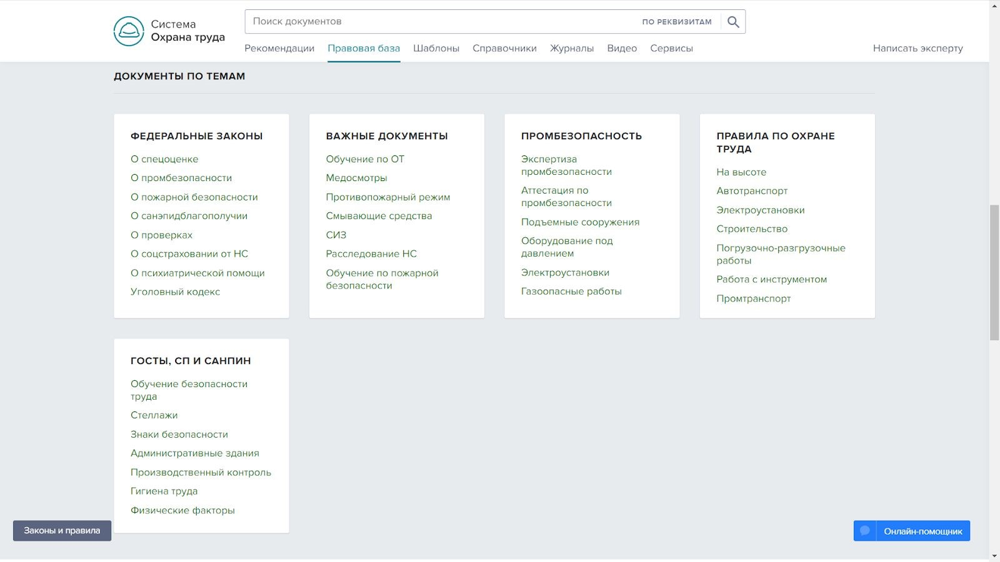 Система
Охрана труда
Поиск документов
ПО РЕКВИЗИТАМ
Рекомендации
Правовая база
Шаблоны
Справочники
Журналы
Видео
Сервисы
Написать эксперту
ДОКУМЕНТЫ ПО ТЕМАМ
ФЕДЕРАЛЬНЫЕ ЗАКОНЫ
О спецоценке
О промбезопасности
О пожарной безопасности
О санэпидблагополучии
О проверках
О соцстраховании от НС
О психиатрической помощи
Уголовный кодекс
ВАЖНЫЕ ДОКУМЕНТЫ
Обучение по ОТ
Медосмотры
Противопожарный режим
Смывающие средства
СИЗ
Расследование НС
Обучение по пожарной
безопасности
ПРОМБЕЗОПАСНОСТЬ
Экспертиза
промбезопасности
Аттестация по
промбезопасности
Подъемные сооружения
Оборудование под
давлением
Электроустановки
Газоопасные работы
ПРАВИЛА ПО ОХРАНЕ
ТРУДА
На высоте
Автотранспорт
Электроустановки
Строительство
Погрузочно-разгрузочные
работы
Работа с инструментом
Промтранспорт
ГОСТЫ, СП И САНПИН
Обучение безопасности
труда
Стеллажи
Знаки безопасности
Административные здания
Производственный контроль
Гигиена труда
Физические факторы
Законы и правила
Онлайн-помощник